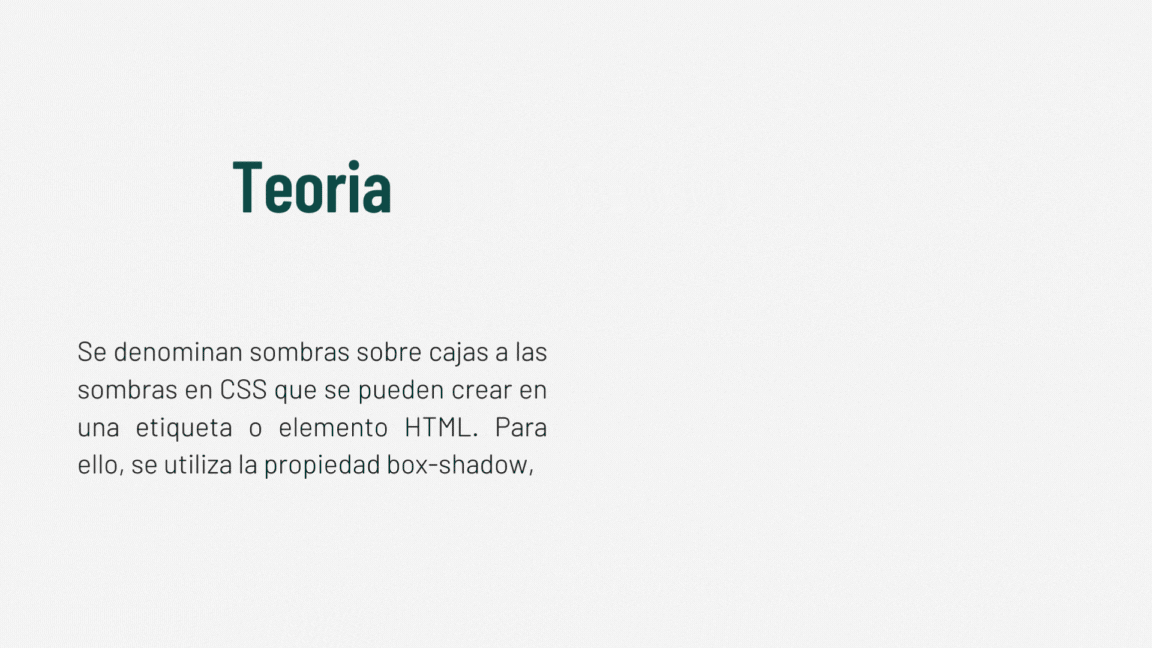 Teoria
Se denominan sombras sobre cajas a las
sombras en CSS que se pueden crear en
una etiqueta o elemento HTML. Para
ello, se utiliza la propiedad box-shadow,